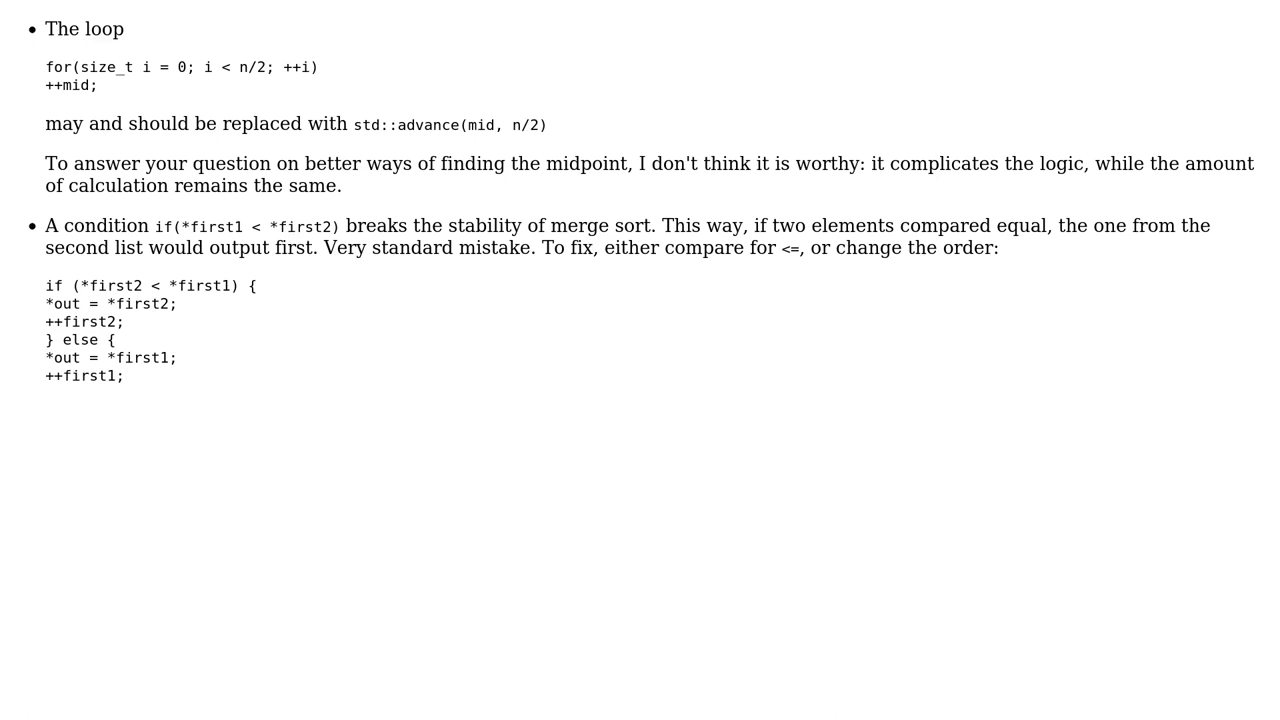 The loop
for(size_t i = 0; i < n/2; ++i)
++mid;
may and should be replaced with std::advance(mid, n/2)
To answer your question on better ways of finding the midpoint, I don't think it is worthy: it complicates the logic, while the amount
of calculation remains the same.
A condition if(*first1 < *first2) breaks the stability of merge sort. This way, if two elements compared equal, the one from the
second list would output first. Very standard mistake. To fix, either compare for <=, or change the order:
if (*first2 < *first1) {
*out = *first2;
++first2;
} else {
*out = *first1;
++first1;